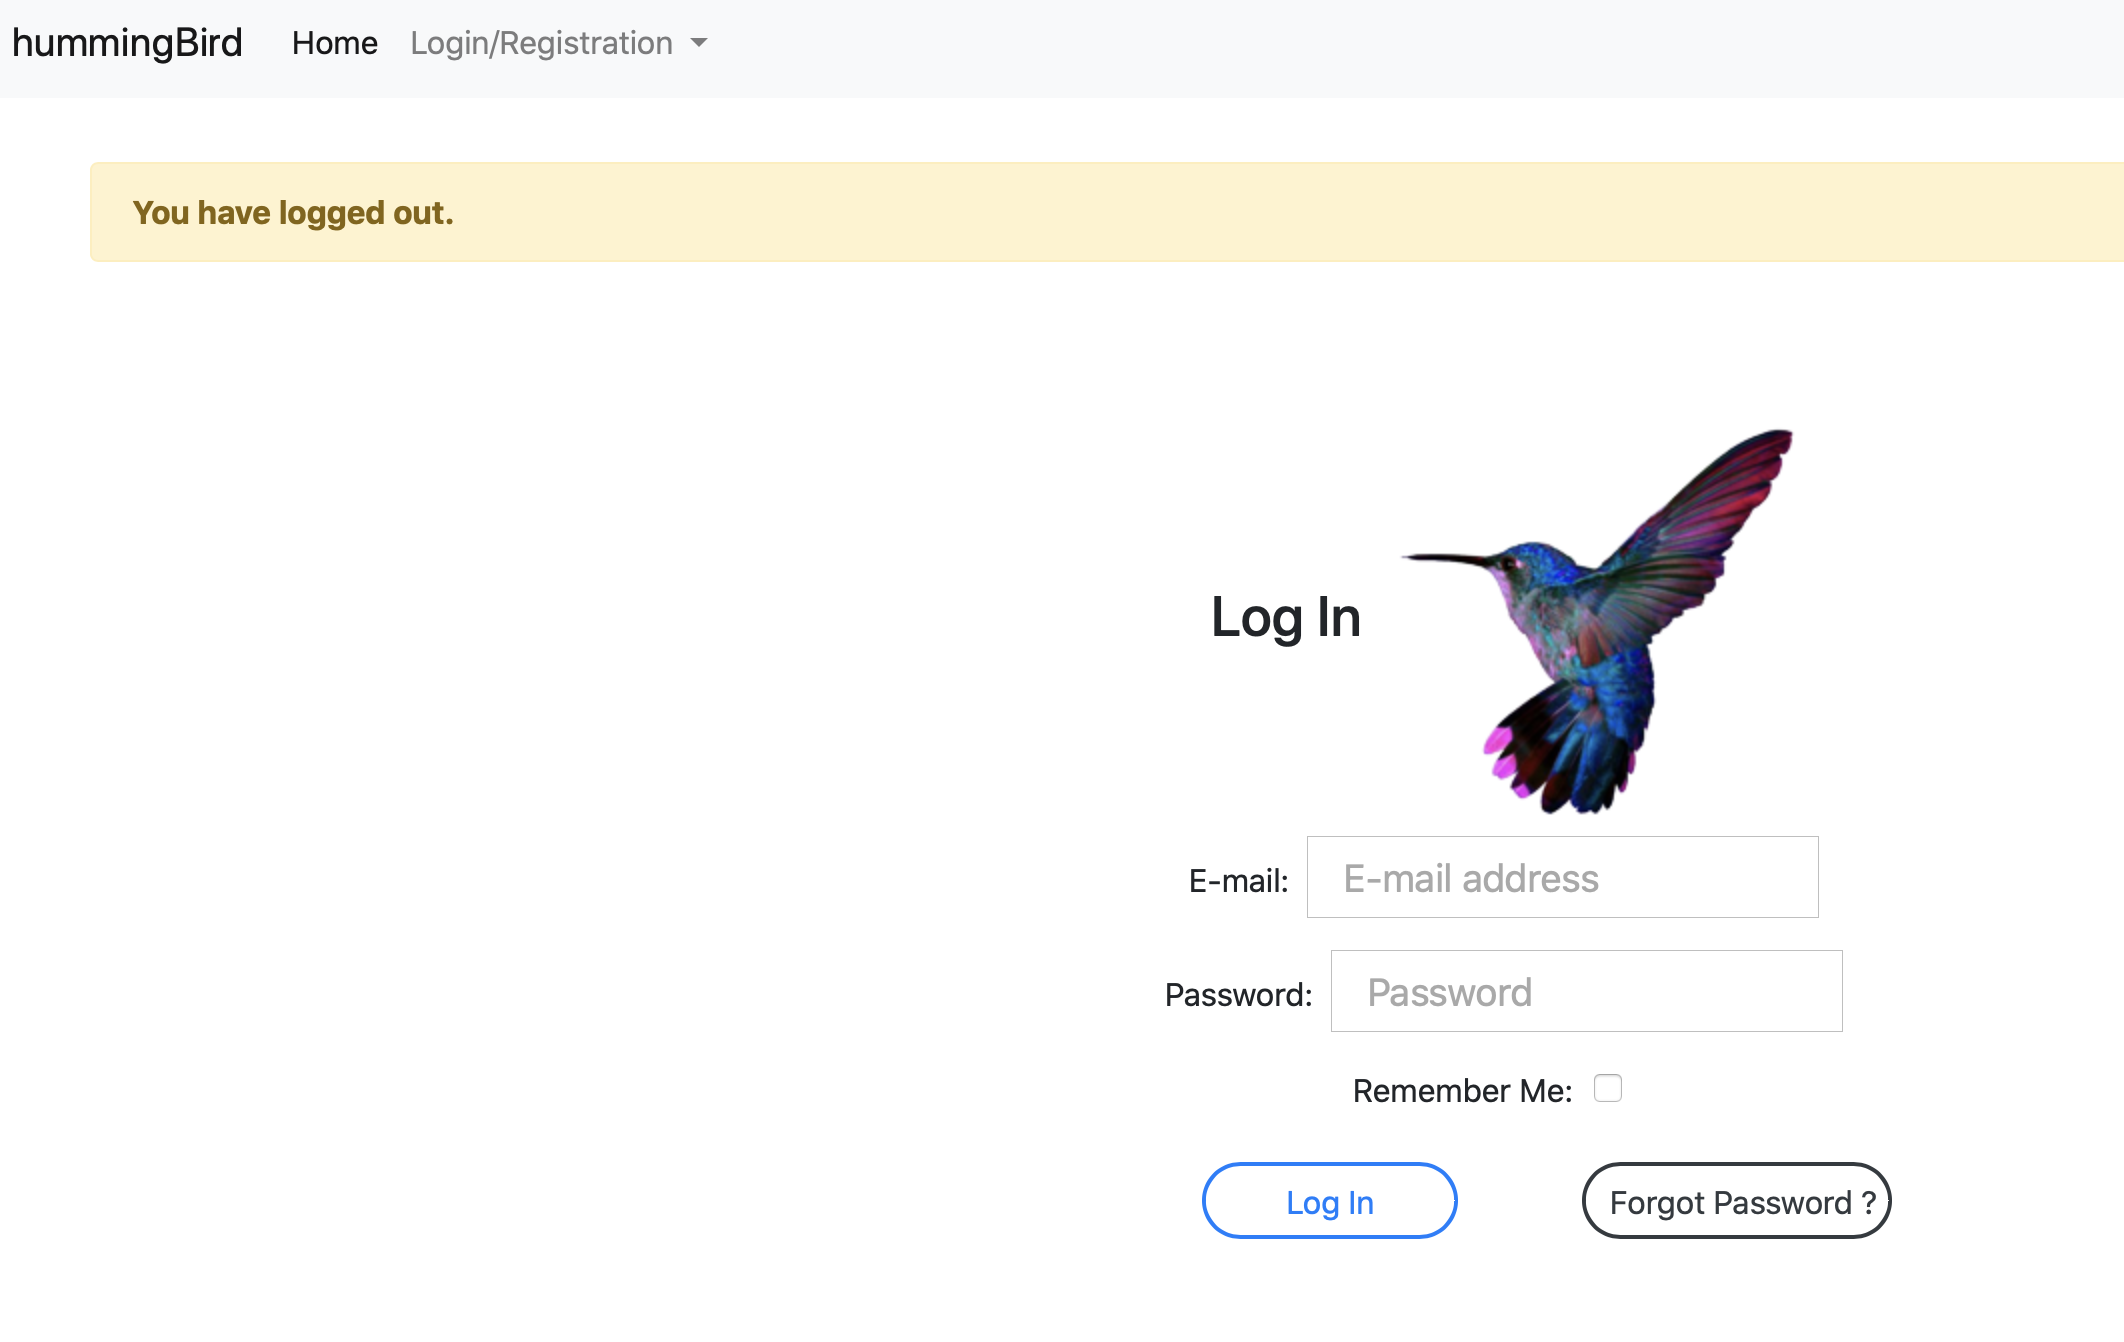 hummingBird Home Login/Registration
You have logged out.
Log In
E-mail: E-mail address
Password: Password
Remember Me:
Log In Forgot Password ?